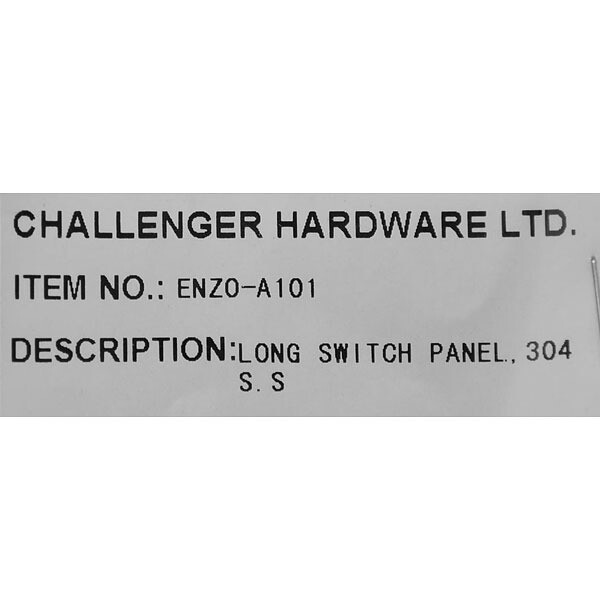 CHALLENGER HARDWARE LTD.
ITEM NO.: ENZO-A101
DESCRIPTION:LONG SWITCH PANEL., 304
S.S